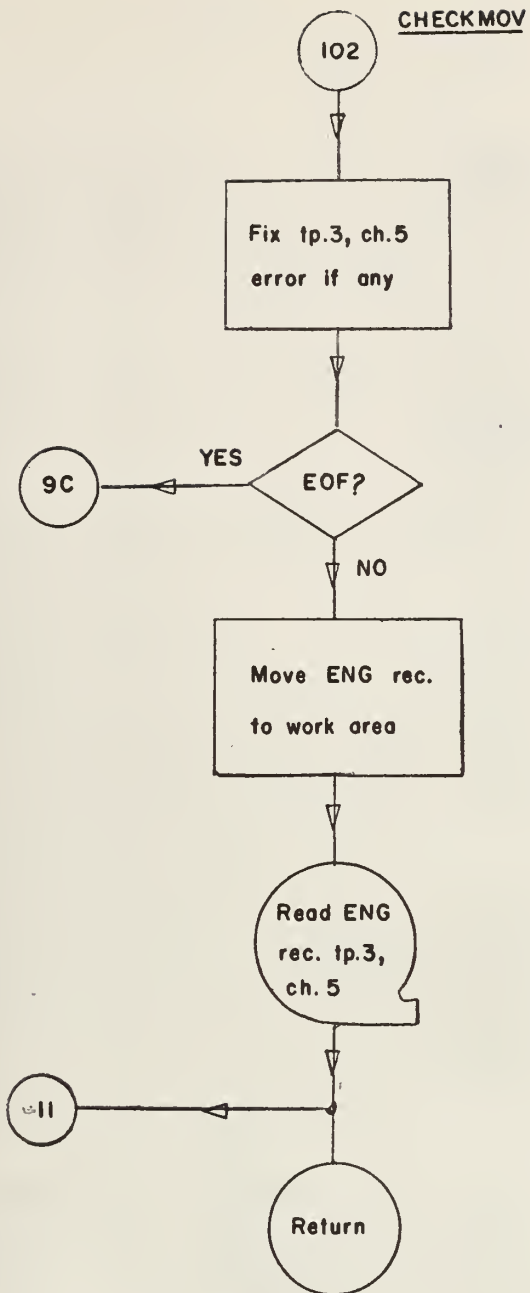 CHECKMOV
102
Fix tp.3, ch.5
error if any
YES
9C
EOF?
NO
Move ENG rec.
to work area
Read ENG
rec. tp.3,
ch.5
11
Return